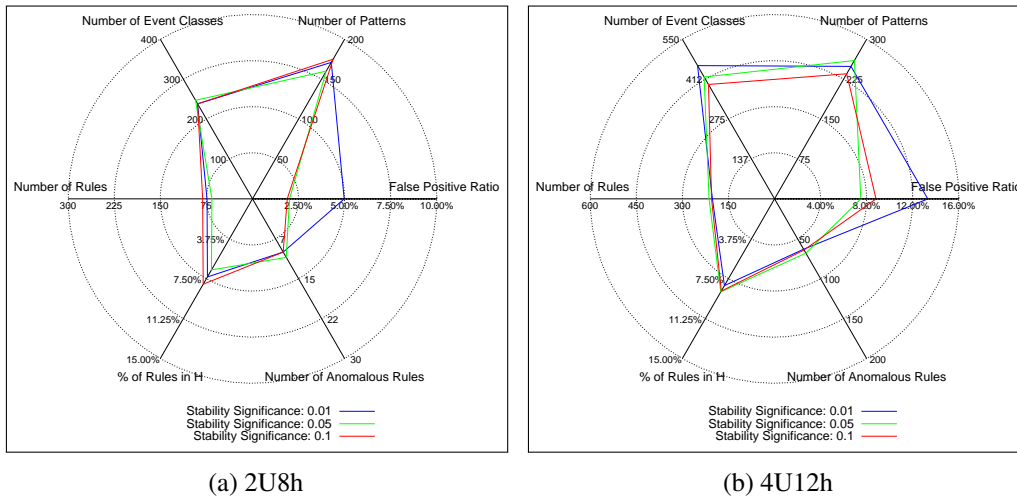 Number of Event Classes
Number of Patterns
400
200
300
150
200
100
100
50
Number of Rules
False Positive Ratio
300 225 150 75 2.50% 5.00% 7.50% 10.00%
3.75% 7
7.50% 15
11.25% 22
15.00% 30
% of Rules in H
Number of Anomalous Rules
Stability Significance: 0.01
Stability Significance: 0.05
Stability Significance: 0.1
(a) 2U8h
Number of Event Classes
Number of Patterns
550
300
412
225
275
150
137
75
Number of Rules
False Positive Ratio
600 450 300 150 4.00% 8.00% 12.00% 16.00%
3.75% 50
7.50% 100
11.25% 150
15.00% 200
% of Rules in H
Number of Anomalous Rules
Stability Significance: 0.01
Stability Significance: 0.05
Stability Significance: 0.1
(b) 4U12h